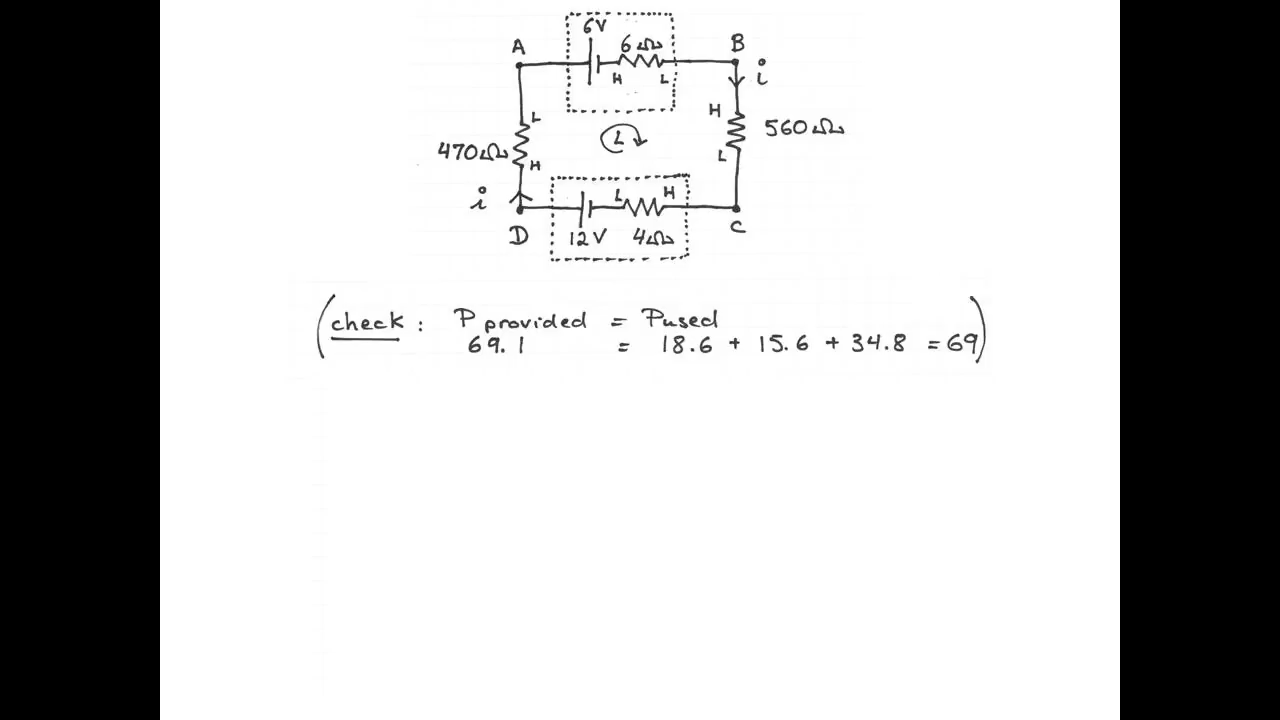 6V
A
6Ω
B
i
H L
L
H
560Ω
L
470Ω
L
H
i
L H
D
12V 4Ω
C
(check : P provided = Pused
69.1 = 18.6 + 15.6 + 34.8 = 69)